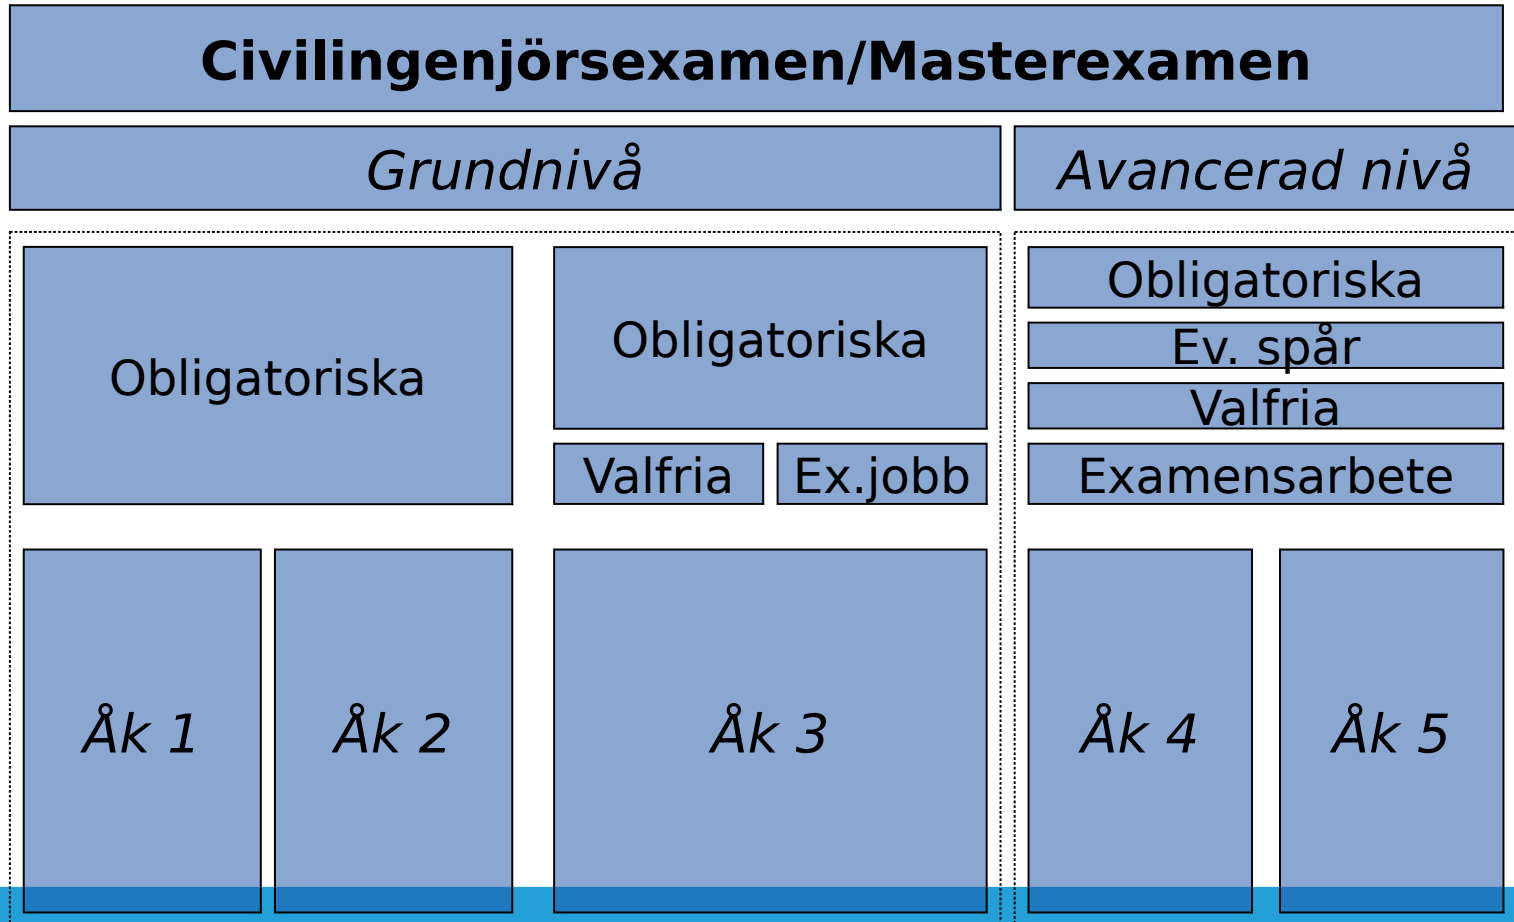 Civilingenjörsexamen/Masterexamen
Grundnivå
Avancerad nivå
Obligatoriska
Obligatoriska
Valfria
Ex.jobb
Obligatoriska
Ev. spår
Valfria
Examensarbete
Åk 1
Åk 2
Åk 3
Åk 4
Åk 5